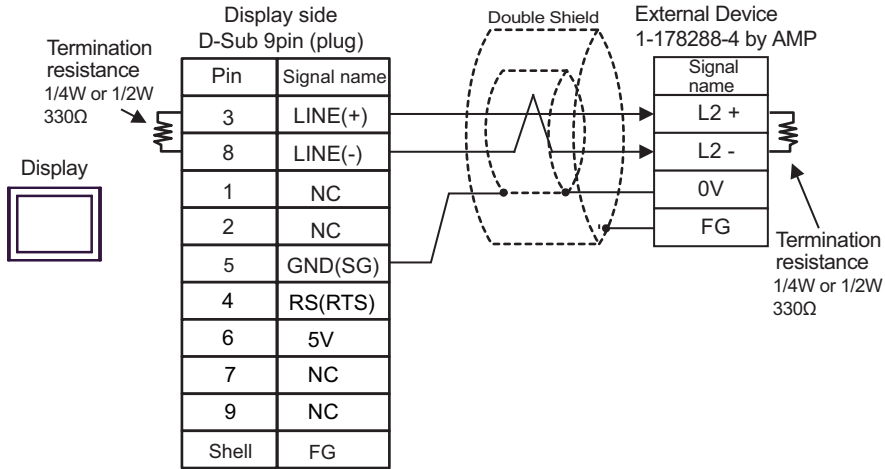 Display side
D-Sub 9pin (plug)
Double Shield
External Device
1-178288-4 by AMP
Termination
resistance
1/4W or 1/2W
330Ω
Display
Pin Signal name
3 LINE(+)
8 LINE(-)
1 NC
2 NC
5 GND(SG)
4 RS(RTS)
6 5V
7 NC
9 NC
Shell FG
Signal
name
L2 +
L2 -
0V
FG
Termination
resistance
1/4W or 1/2W
330Ω